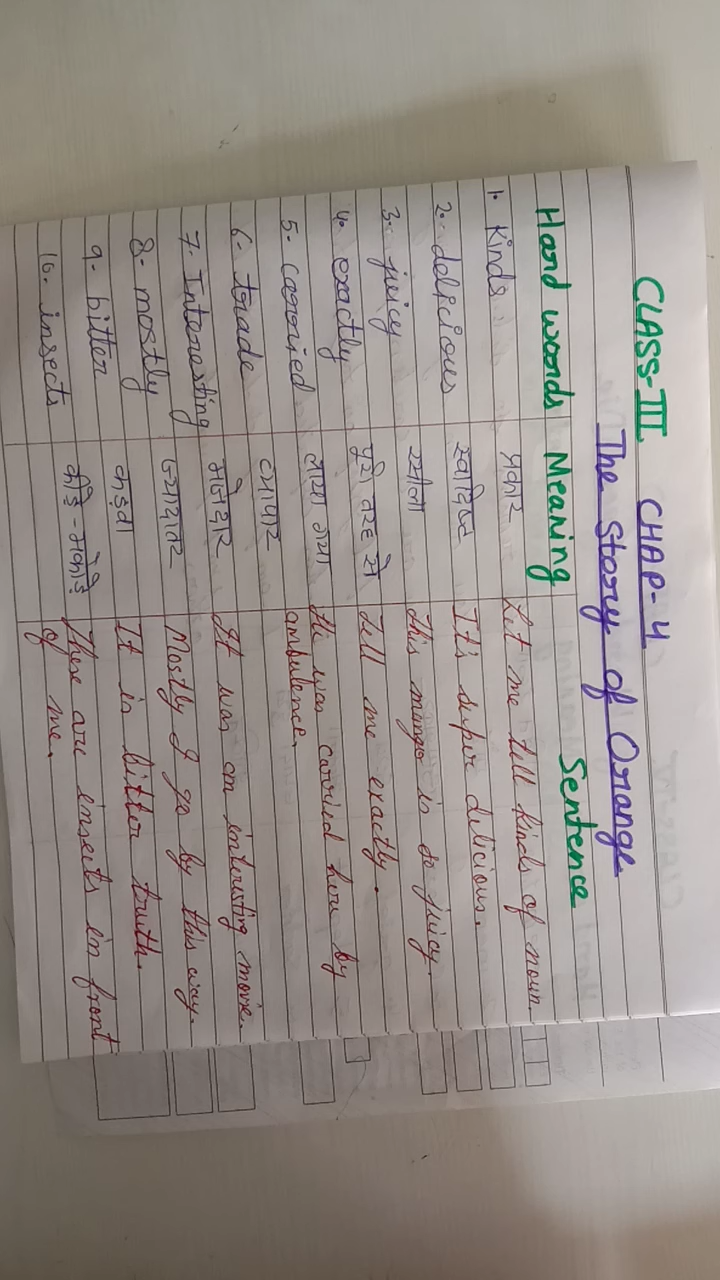 CLASS-III CHAP-4
The Story of Orange
Hard words Meaning Sentence
1. Kinds प्रकार Let me tell kinds of noun.
2. delicious स्वादिष्ट It's super delicious.
3. juicy रसीला This mango is so juicy.
4. exactly पूरी तरह से Tell me exactly.
5. carried लाया गया He was carried here by
ambulence.
6. trade व्यापार
7. Interesting मजेदार It was an interesting movie.
8. mostly ज्यादातर Mostly I go by this way.
9. bitter कड़वा It is bitter truth.
10. insects कीड़े-मकोड़े There are insects in front
of me.